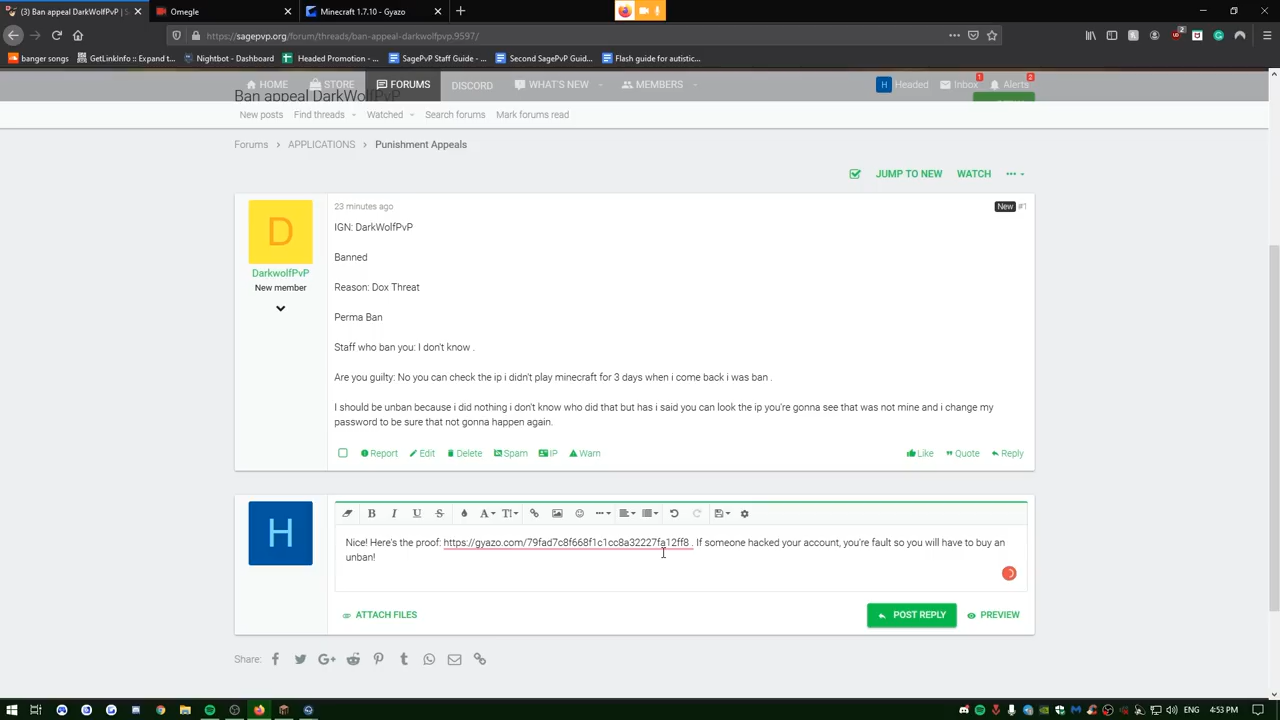 (3) Ban appeal DarkWolfPvP | S
Omegle
Minecraft 1.7.10 - Gyazo
https://sagepvp.org/forum/threads/ban-appeal-darkwolfpvp.9597/
banger songs
GetLinkInfo :: Expand t...
Nightbot - Dashboard
Headed Promotion - ...
SagePvP Staff Guide - ...
Second SagePvP Guid...
Flash guide for autistic...
HOME
STORE
FORUMS
DISCORD
WHAT'S NEW
MEMBERS
H
Headed
Inbox
1
Alerts
2
Ban appeal DarkWolfPvP
New posts
Find threads
Watched
Search forums
Mark forums read
Forums
APPLICATIONS
Punishment Appeals
JUMP TO NEW
WATCH
D
DarkwolfPvP
New member
23 minutes ago
New
#1
IGN: DarkWolfPvP
Banned
Reason: Dox Threat
Perma Ban
Staff who ban you: I don't know .
Are you guilty: No you can check the ip i didn't play minecraft for 3 days when i come back i was ban .
I should be unban because i did nothing i don't know who did that but has i said you can look the ip you're gonna see that was not mine and i change my
password to be sure that not gonna happen again.
Report
Edit
Delete
Spam
IP
Warn
Like
Quote
Reply
H
Nice! Here's the proof: https://gyazo.com/79fad7c8f668f1c1cc8a32227fa12ff8 . If someone hacked your account, you're fault so you will have to buy an
unban!
ATTACH FILES
POST REPLY
PREVIEW
Share:
ENG
4:53 PM